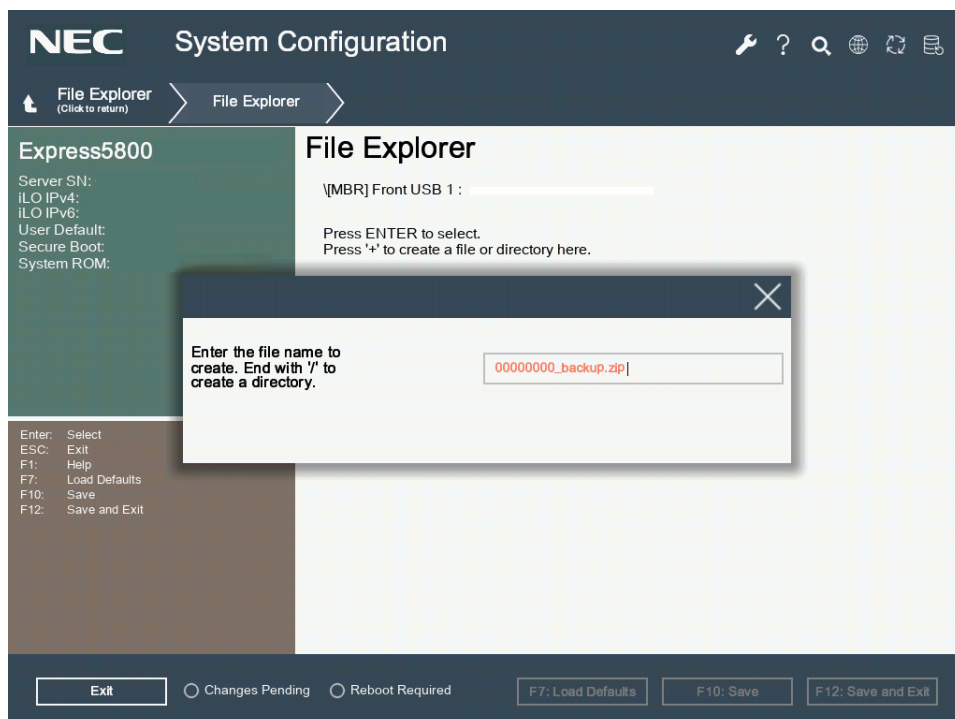 NEC System Configuration
File Explorer
(Click to return)
File Explorer
Express5800
Server SN:
iLO IPv4:
iLO IPv6:
User Default:
Secure Boot:
System ROM:
File Explorer
\[MBR] Front USB 1 :
Press ENTER to select.
Press '+' to create a file or directory here.
Enter the file name to
create. End with '/' to
create a directory.
00000000_backup.zip
Enter: Select
ESC: Exit
F1: Help
F7: Load Defaults
F10: Save
F12: Save and Exit
Exit
Changes Pending
Reboot Required
F7: Load Defaults
F10: Save
F12: Save and Exit